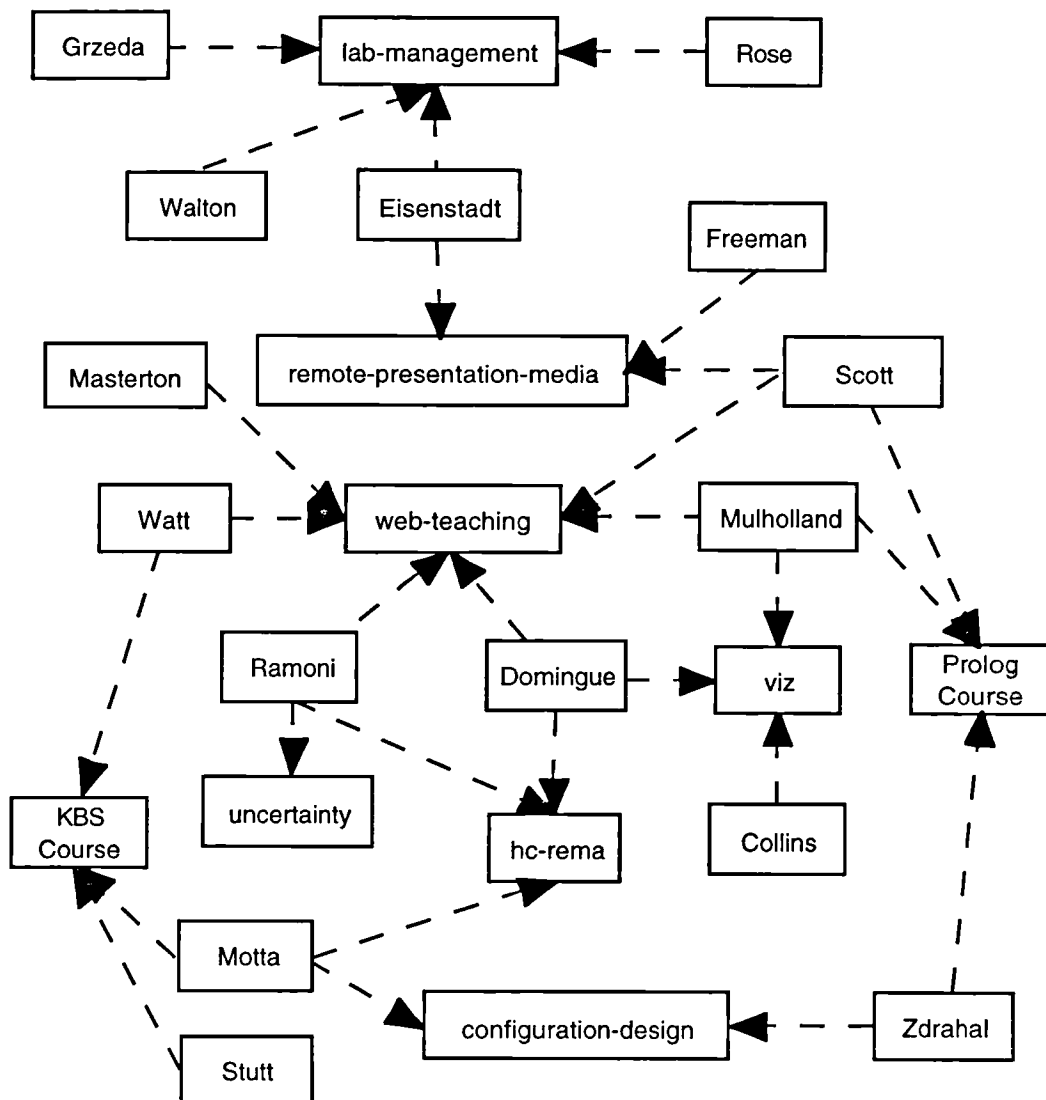 Grzeda
lab-management
Rose
Walton
Eisenstadt
Freeman
Masterton
remote-presentation-media
Scott
Watt
web-teaching
Mulholland
Ramoni
Domingue
viz
Prolog
Course
KBS
Course
uncertainty
hc-rema
Collins
Motta
configuration-design
Zdrahal
Stutt